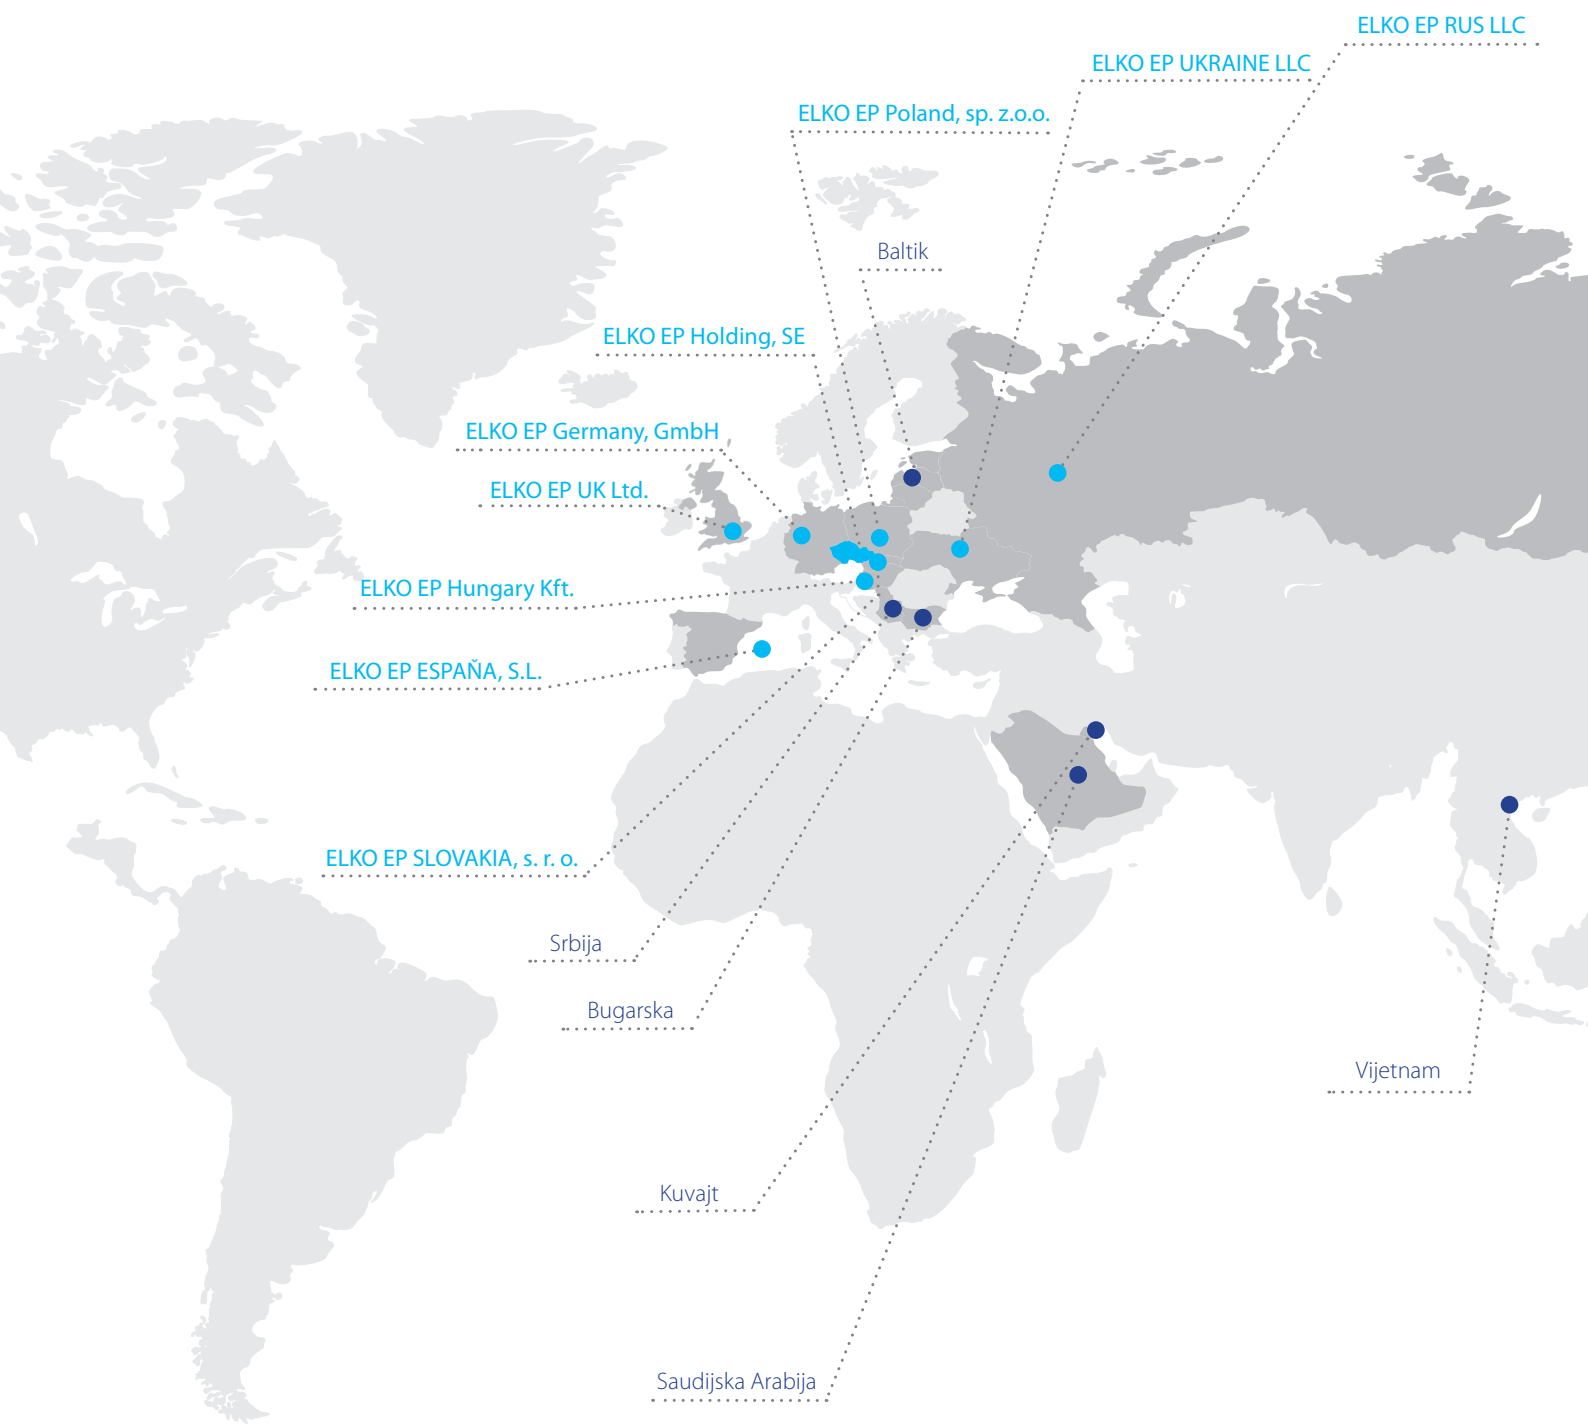 ELKO EP RUS LLC
ELKO EP UKRAINE LLC
ELKO EP Poland, sp. z.o.o.
Baltik
ELKO EP Holding, SE
ELKO EP Germany, GmbH
ELKO EP UK Ltd.
ELKO EP Hungary Kft.
ELKO EP ESPAŇA, S.L.
ELKO EP SLOVAKIA, s. r. o.
Srbija
Bugarska
Vijetnam
Kuvajt
Saudijska Arabija